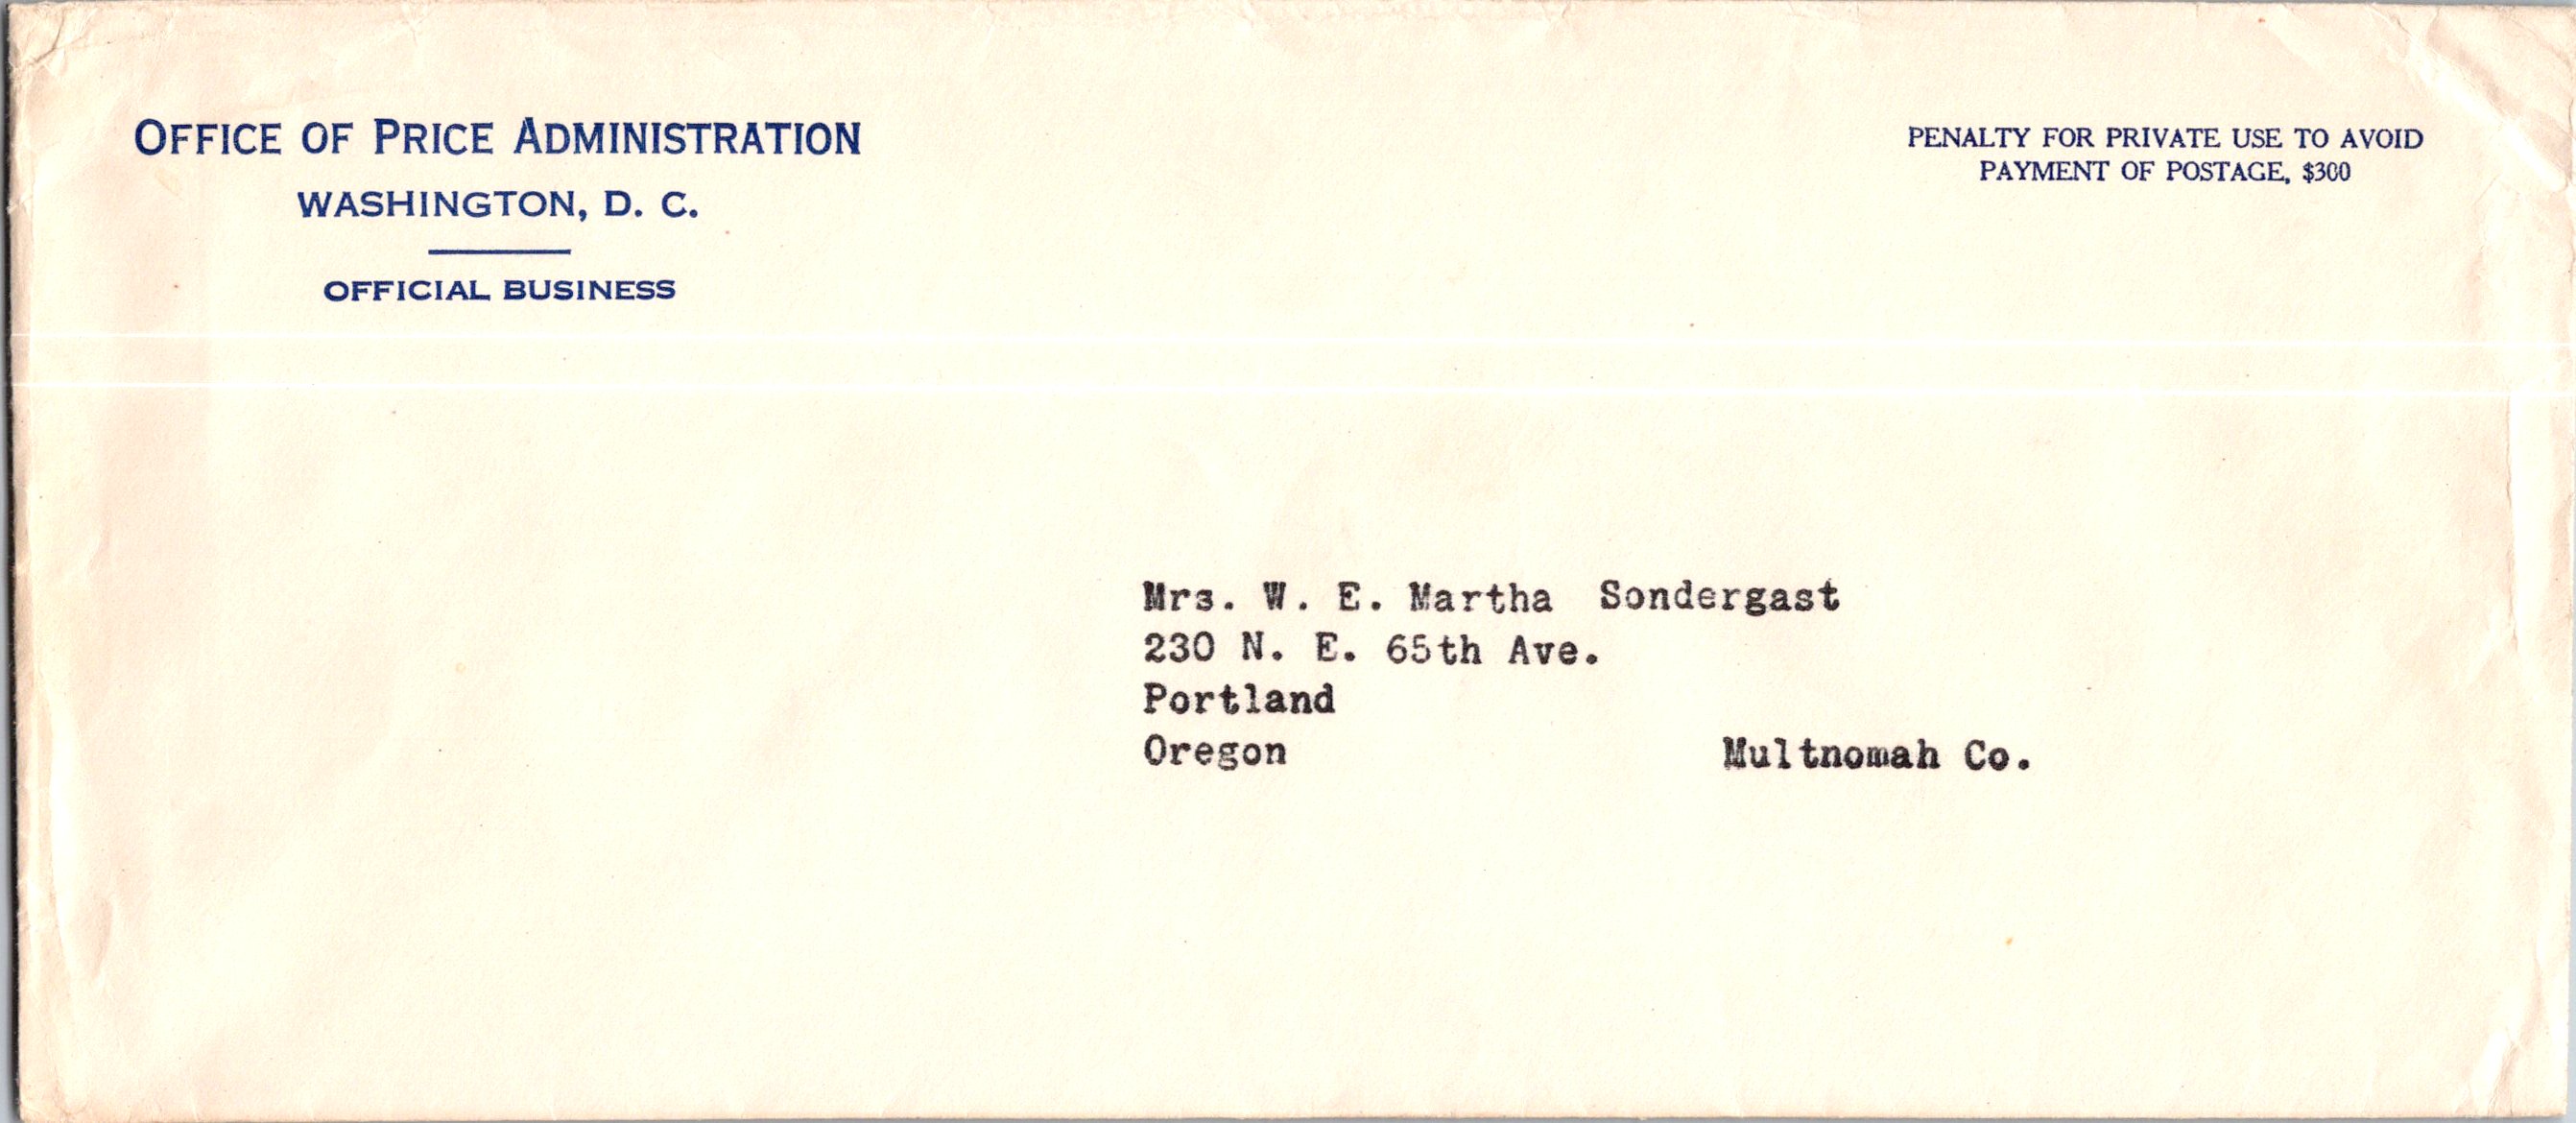 OFFICE OF PRICE ADMINISTRATION
WASHINGTON, D. C.
OFFICIAL BUSINESS
PENALTY FOR PRIVATE USE TO AVOID
PAYMENT OF POSTAGE, $300
Mrs. W. E. Martha Sondergast
230 N. E. 65th Ave.
Portland
Oregon Multnomah Co.